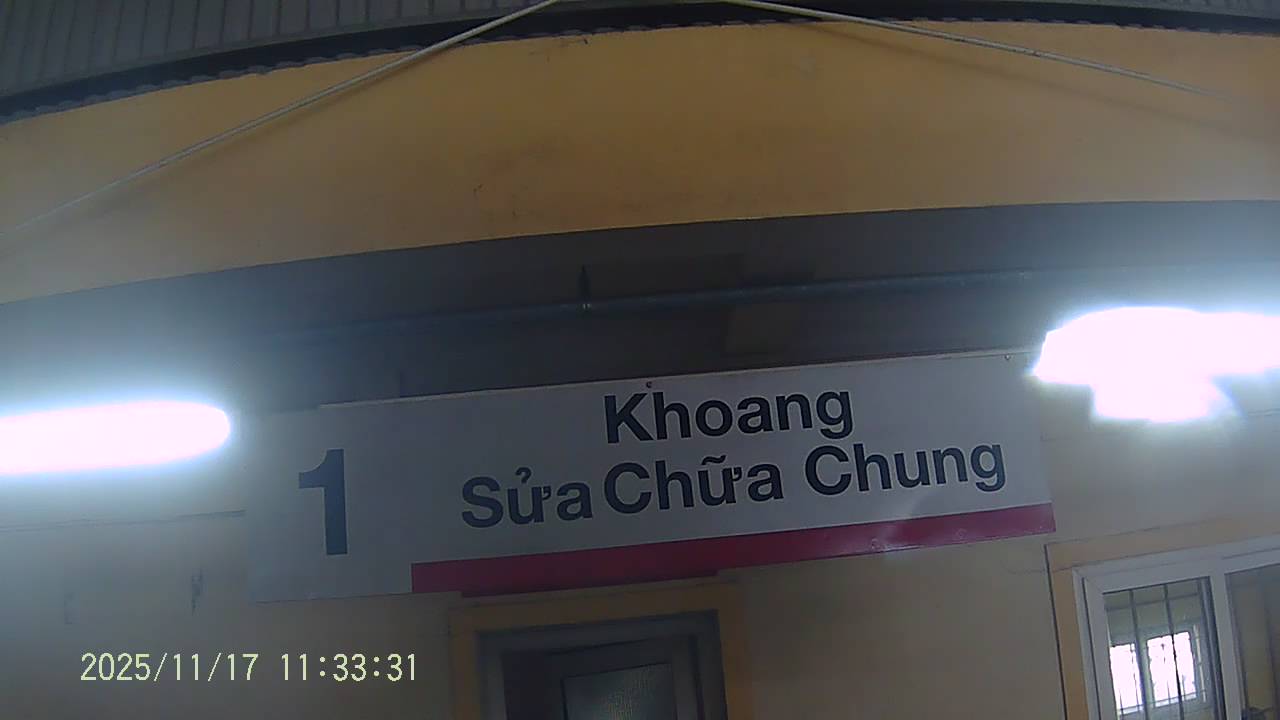 1
Khoang
Sửa Chữa Chung
2025/11/17 11:33:31